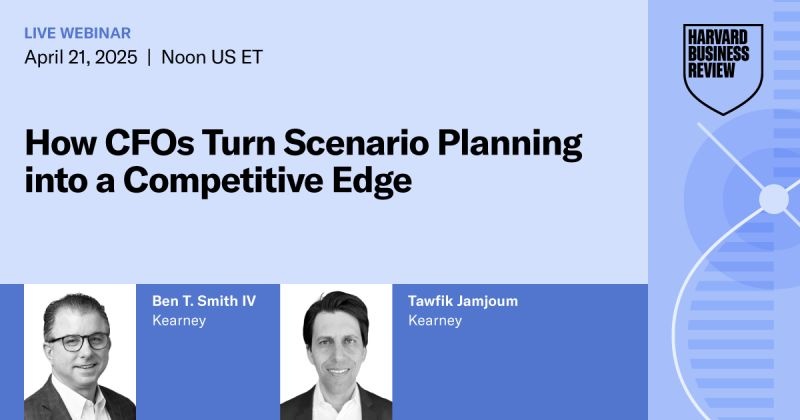 LIVE WEBINAR
April 21, 2025 | Noon US ET
HARVARD
BUSINESS
REVIEW
How CFOs Turn Scenario Planning
into a Competitive Edge
Ben T. Smith IV
Kearney
Tawfik Jamjoum
Kearney